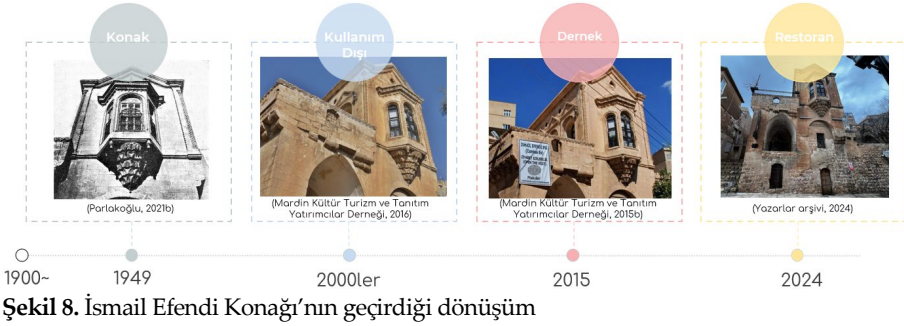 Konak
Kullanım
Dışı
Dernek
Restoran
(Parlakoğlu, 2021b)
(Mardin Kültür Turizm ve Tanıtım
Yatırımcılar Derneği, 2016)
(Mardin Kültür Turizm ve Tanıtım
Yatırımcılar Derneği, 2015b)
(Yazarlar arşivi, 2024)
1900~
1949
2000ler
2015
2024
Şekil 8. İsmail Efendi Konağı’nın geçirdiği dönüşüm